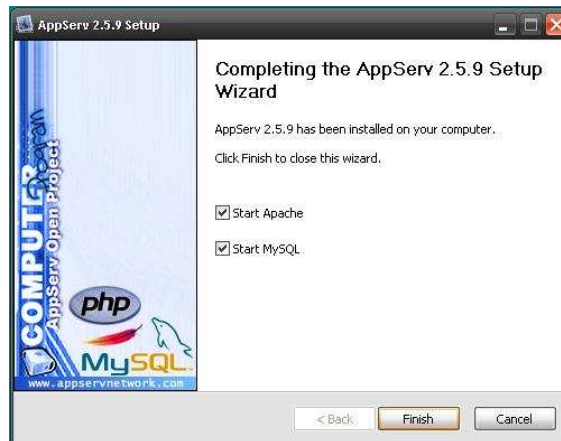 AppServ 2.5.9 Setup
Completing the AppServ 2.5.9 Setup
Wizard
AppServ 2.5.9 has been installed on your computer.
Click Finish to close this wizard.
Start Apache
Start MySQL
COMPUTER
Program
AppServ Open Project
php
MySQL
www.appservnetwork.com
< Back
Finish
Cancel